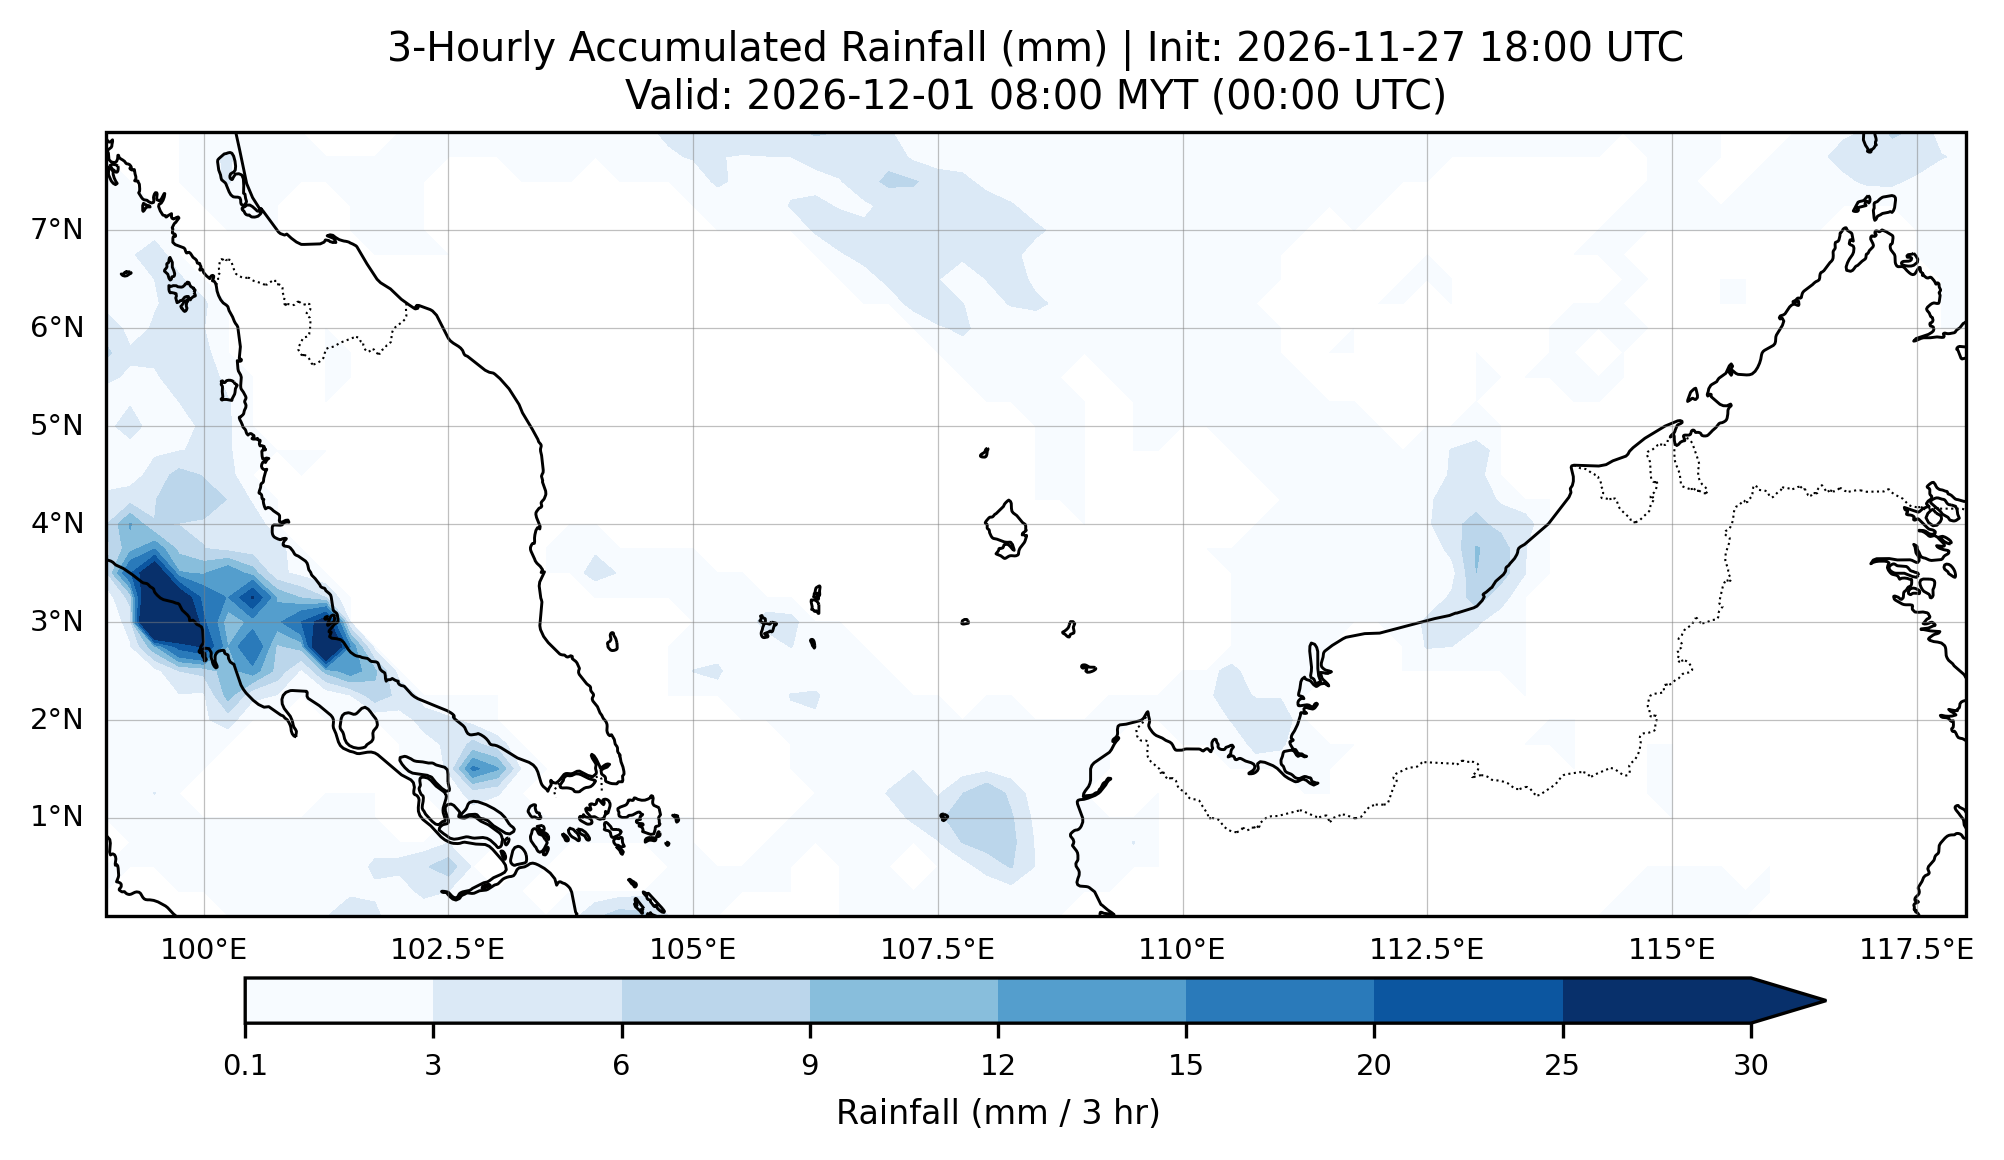 3-Hourly Accumulated Rainfall (mm) | Init: 2026-11-27 18:00 UTC
Valid: 2026-12-01 08:00 MYT (00:00 UTC)
7°N
6°N
5°N
4°N
3°N
2°N
1°N
100°E 102.5°E 105°E 107.5°E 110°E 112.5°E 115°E 117.5°E
0.1 3 6 9 12 15 20 25 30
Rainfall (mm / 3 hr)